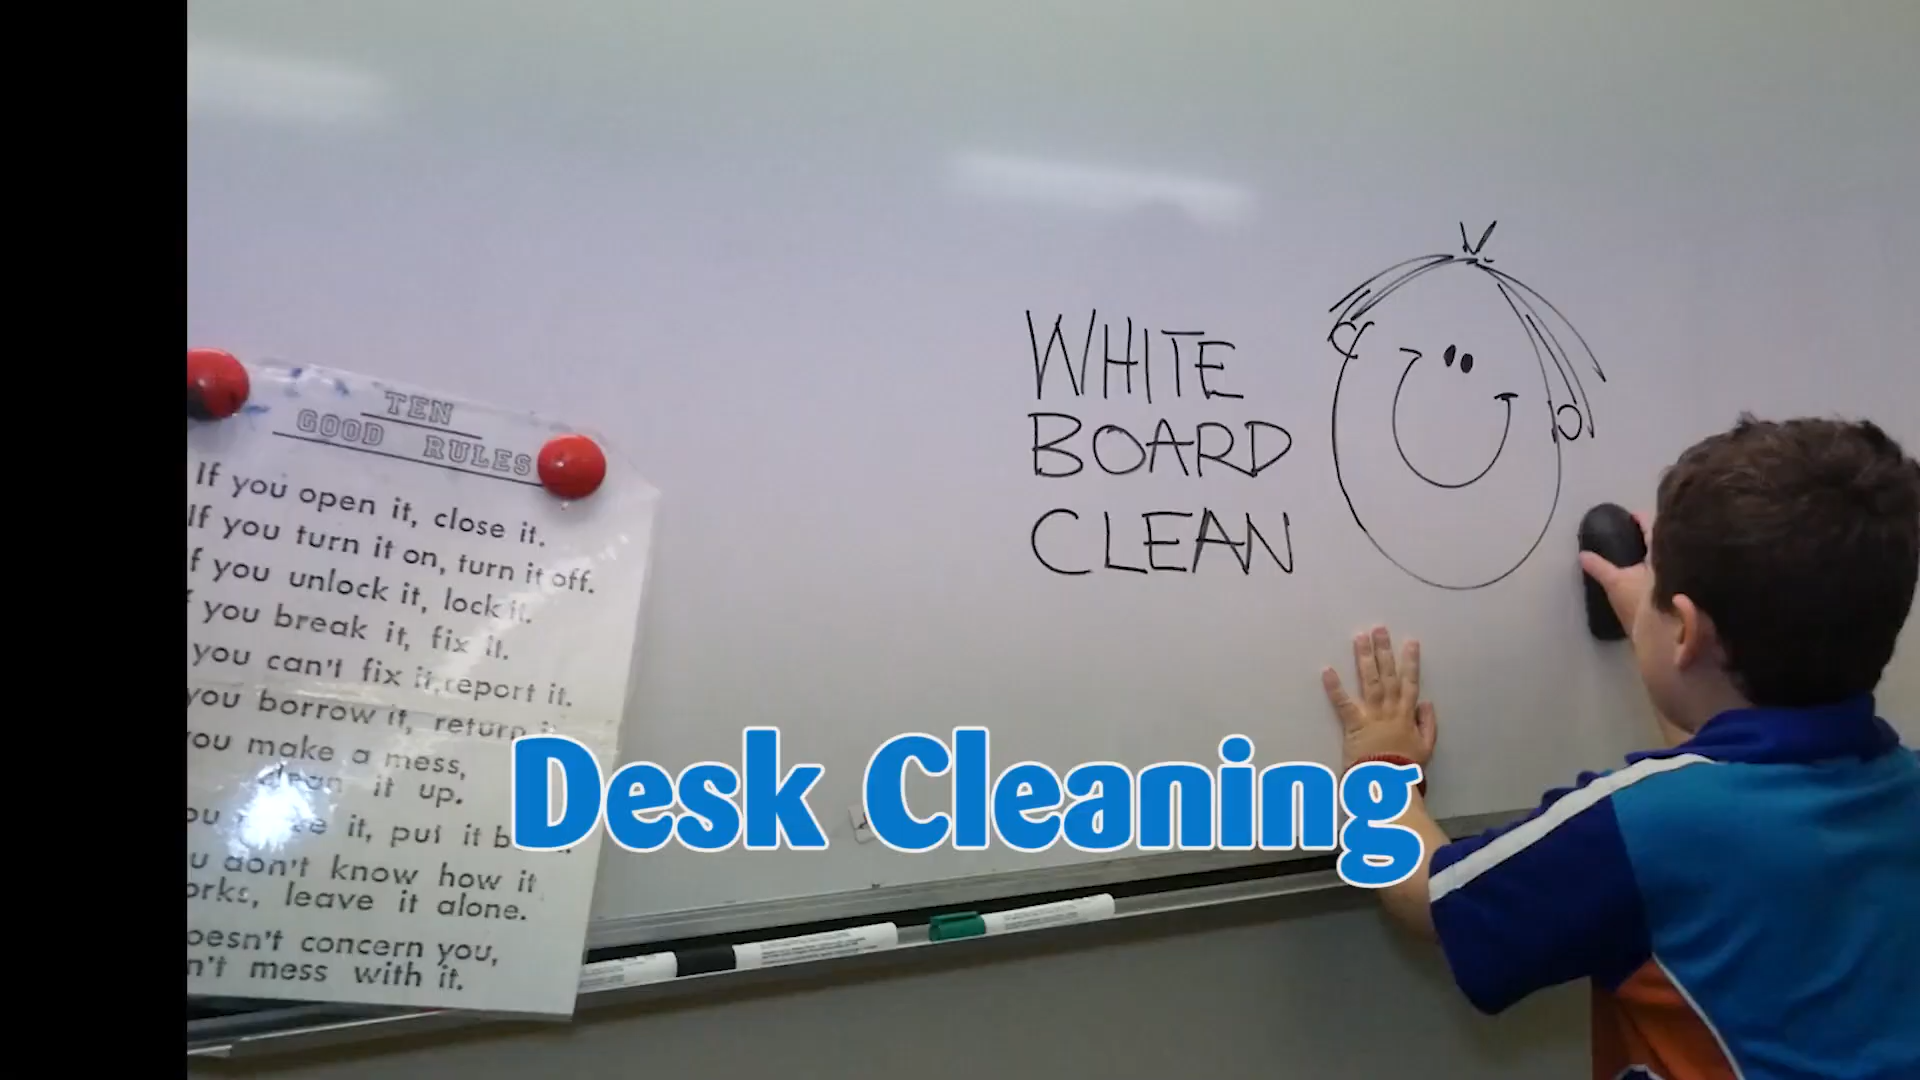 TEN
GOOD RULES
If you open it, close it.
If you turn it on, turn it off.
f you unlock it, lock it.
you break it, fix it.
you can't fix it, report it.
you borrow it, return
you make a mess,
clean it up.
it, put it
don't know how it
leave it alone.
concern you,
mess with it.
WHITE
BOARD
CLEAN
Desk Cleaning